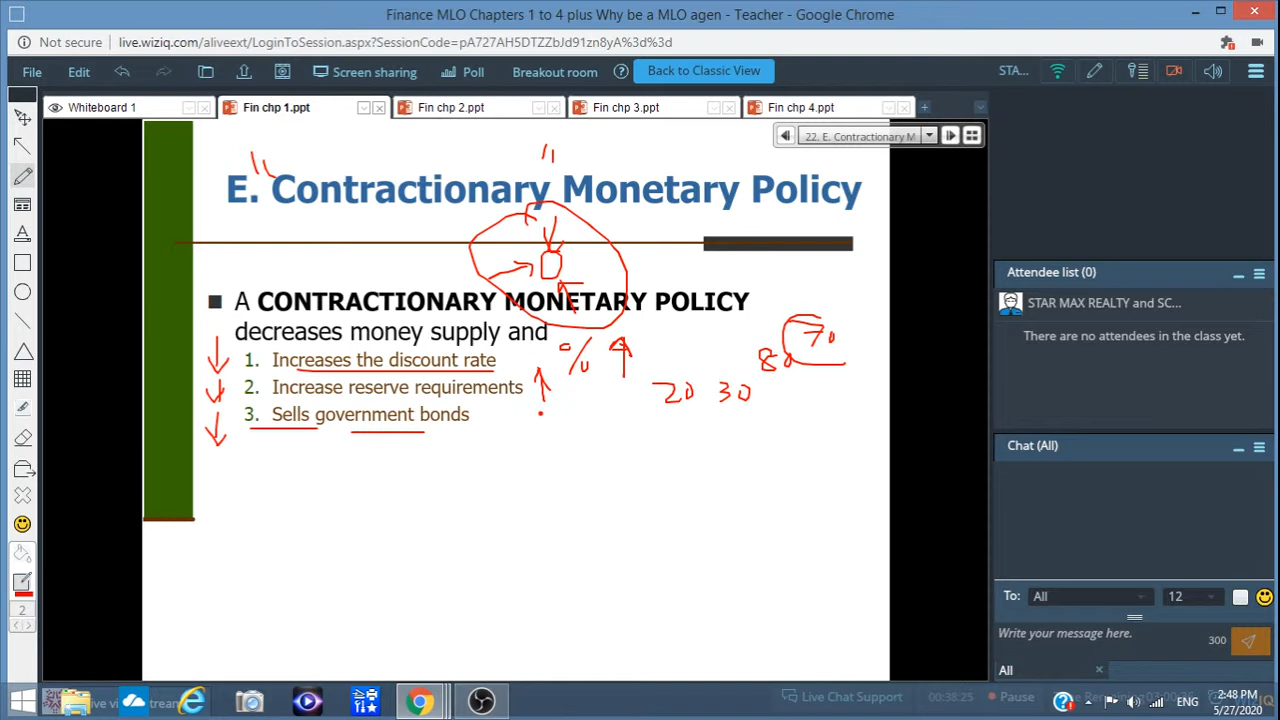 Finance MLO Chapters 1 to 4 plus Why be a MLO agen - Teacher - Google Chrome
Not secure | live.wiziq.com/aliveext/LoginToSession.aspx?SessionCode=pA727AH5DTZZbJd91zn8yA%3d%3d
File Edit Screen sharing Poll Breakout room ? Back to Classic View STA...
Whiteboard 1 Fin chp 1.ppt Fin chp 2.ppt Fin chp 3.ppt Fin chp 4.ppt
22. E. Contractionary M
E. Contractionary Monetary Policy
A CONTRACTIONARY MONETARY POLICY
decreases money supply and
1. Increases the discount rate
2. Increase reserve requirements
3. Sells government bonds
%
20 30
80
70
2
Attendee list (0)
STAR MAX REALTY and SC...
There are no attendees in the class yet.
Chat (All)
To: All 12
Write your message here. 300
All
Live Chat Support 00:38:25 Pause
2:48 PM
ENG
5/27/2020